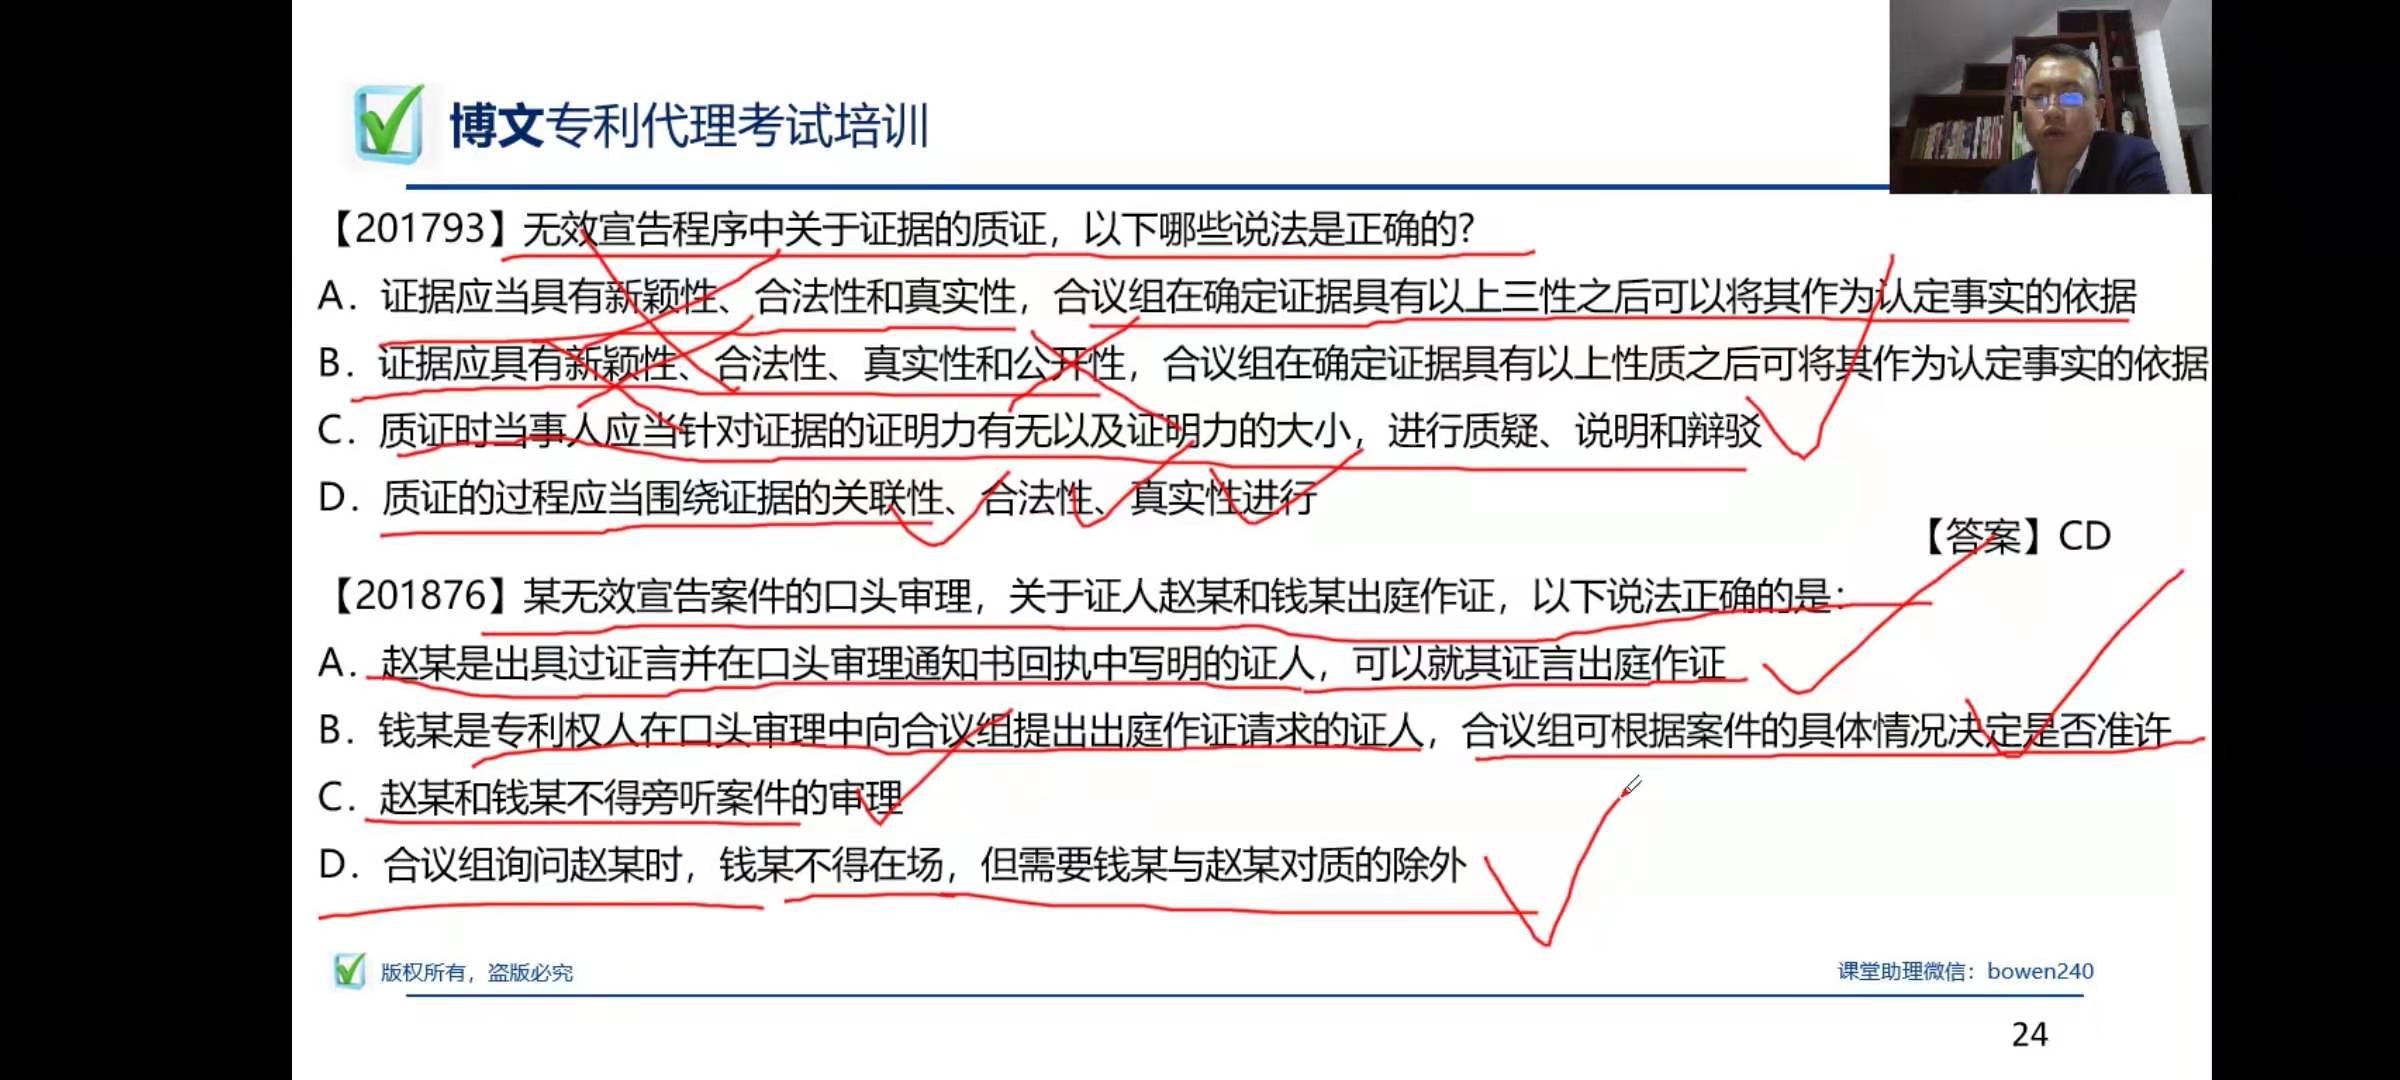 博文专利代理考试培训
【201793】无效宣告程序中关于证据的质证，以下哪些说法是正确的?
A. 证据应当具有新颖性、合法性和真实性，合议组在确定证据具有以上三性之后可以将其作为认定事实的依据
B. 证据应具有新颖性、合法性、真实性和公开性，合议组在确定证据具有以上性质之后可将其作为认定事实的依据
C. 质证时当事人应当针对证据的证明力有无以及证明力的大小，进行质疑、说明和辩驳
D. 质证的过程应当围绕证据的关联性、合法性、真实性进行
【答案】CD
【201876】某无效宣告案件的口头审理，关于证人赵某和钱某出庭作证，以下说法正确的是：
A. 赵某是出具过证言并在口头审理通知书回执中写明的证人，可以就其证言出庭作证
B. 钱某是专利权人在口头审理中向合议组提出出庭作证请求的证人，合议组可根据案件的具体情况决定是否准许
C. 赵某和钱某不得旁听案件的审理
D. 合议组询问赵某时，钱某不得在场，但需要钱某与赵某对质的除外
版权所有，盗版必究
课堂助理微信：bowen240
24